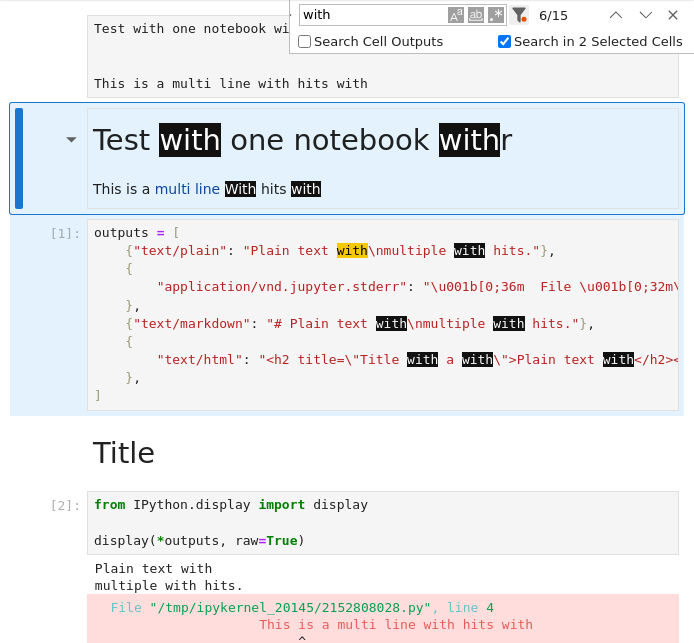 with
6/15
Search Cell Outputs
Search in 2 Selected Cells
Test with one notebook wi
This is a multi line with hits with
Test with one notebook withr
This is a multi line With hits with
[1]:
outputs = [
    {"text/plain": "Plain text with\nmultiple with hits."},
    {
        "application/vnd.jupyter.stderr": "\u001b[0;36m  File \u001b[0;32m\
    },
    {"text/markdown": "# Plain text with\nmultiple with hits."},
    {
        "text/html": "<h2 title=\"Title with a with\">Plain text with</h2><
    },
]
Title
[2]:
from IPython.display import display
display(*outputs, raw=True)
Plain text with
multiple with hits.
  File "/tmp/ipykernel_20145/2152808028.py", line 4
    This is a multi line with hits with
         ^